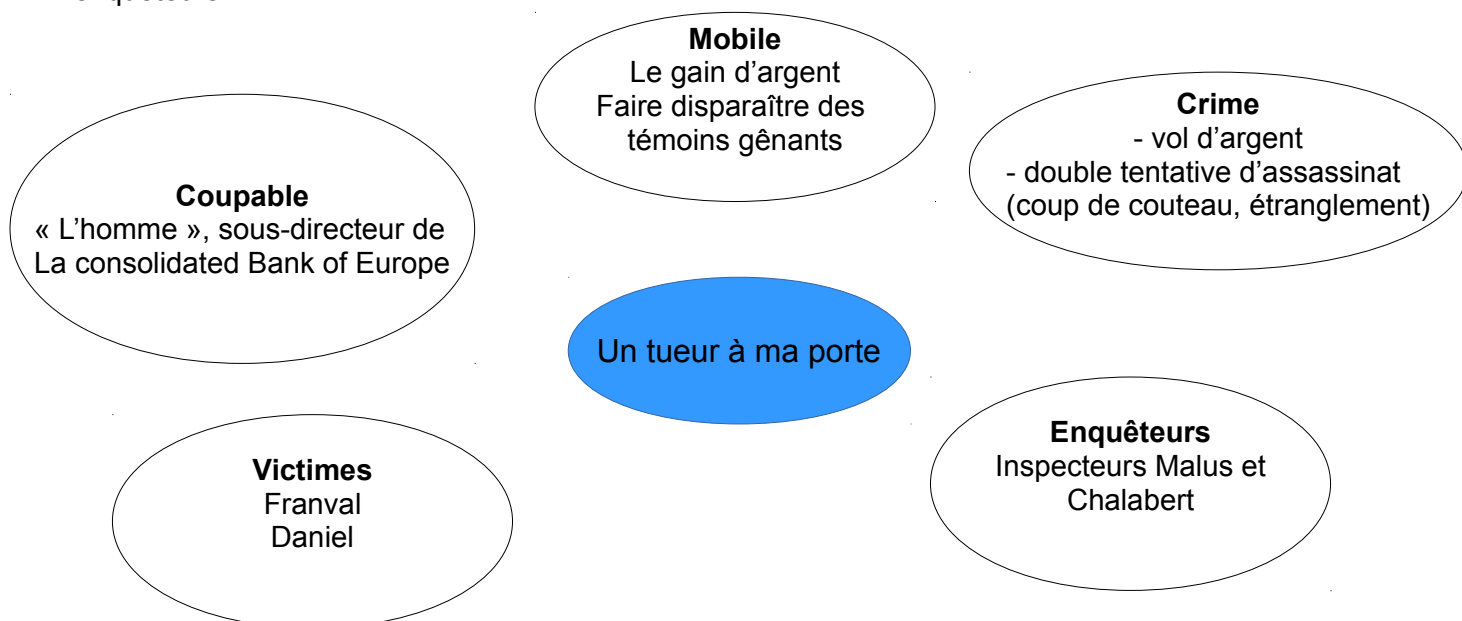 Mobile
Le gain d'argent
Faire disparaître des
témoins gênants
Crime
- vol d'argent
- double tentative d'assassinat
(coup de couteau, étranglement)
Coupable
« L'homme », sous-directeur de
La consolidated Bank of Europe
Un tueur à ma porte
Enquêteurs
Inspecteurs Malus et
Chalabert
Victimes
Franval
Daniel